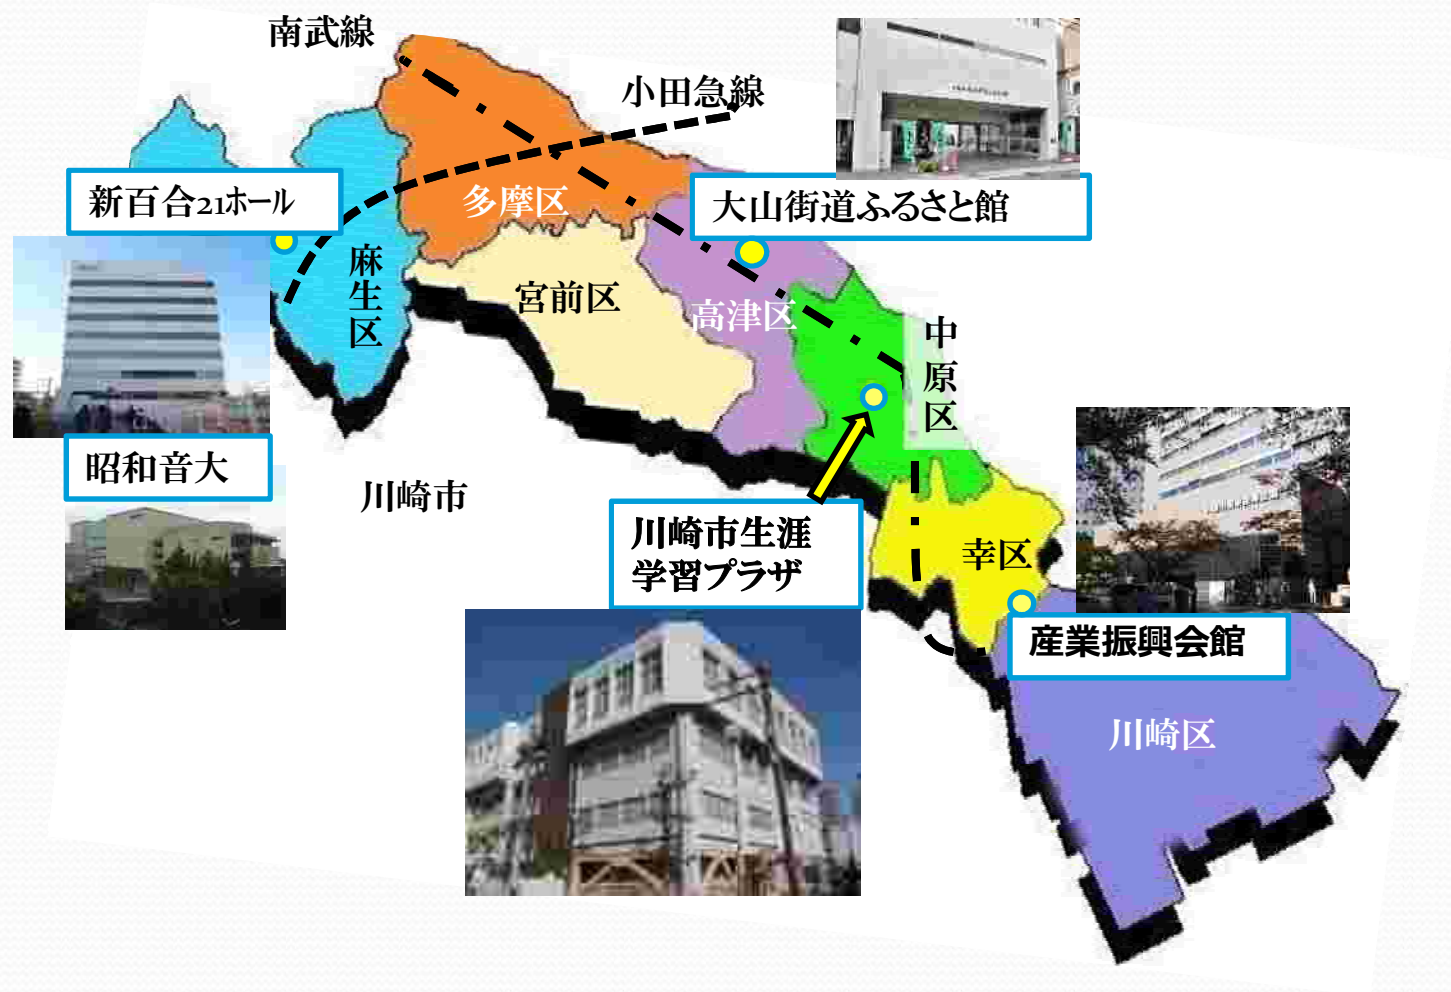 南武線
小田急線
新百合21ホール
多摩区
大山街道ふるさと館
麻生区
宮前区
高津区
中原区
昭和音大
川崎市
川崎市生涯
学習プラザ
幸区
産業振興会館
川崎区